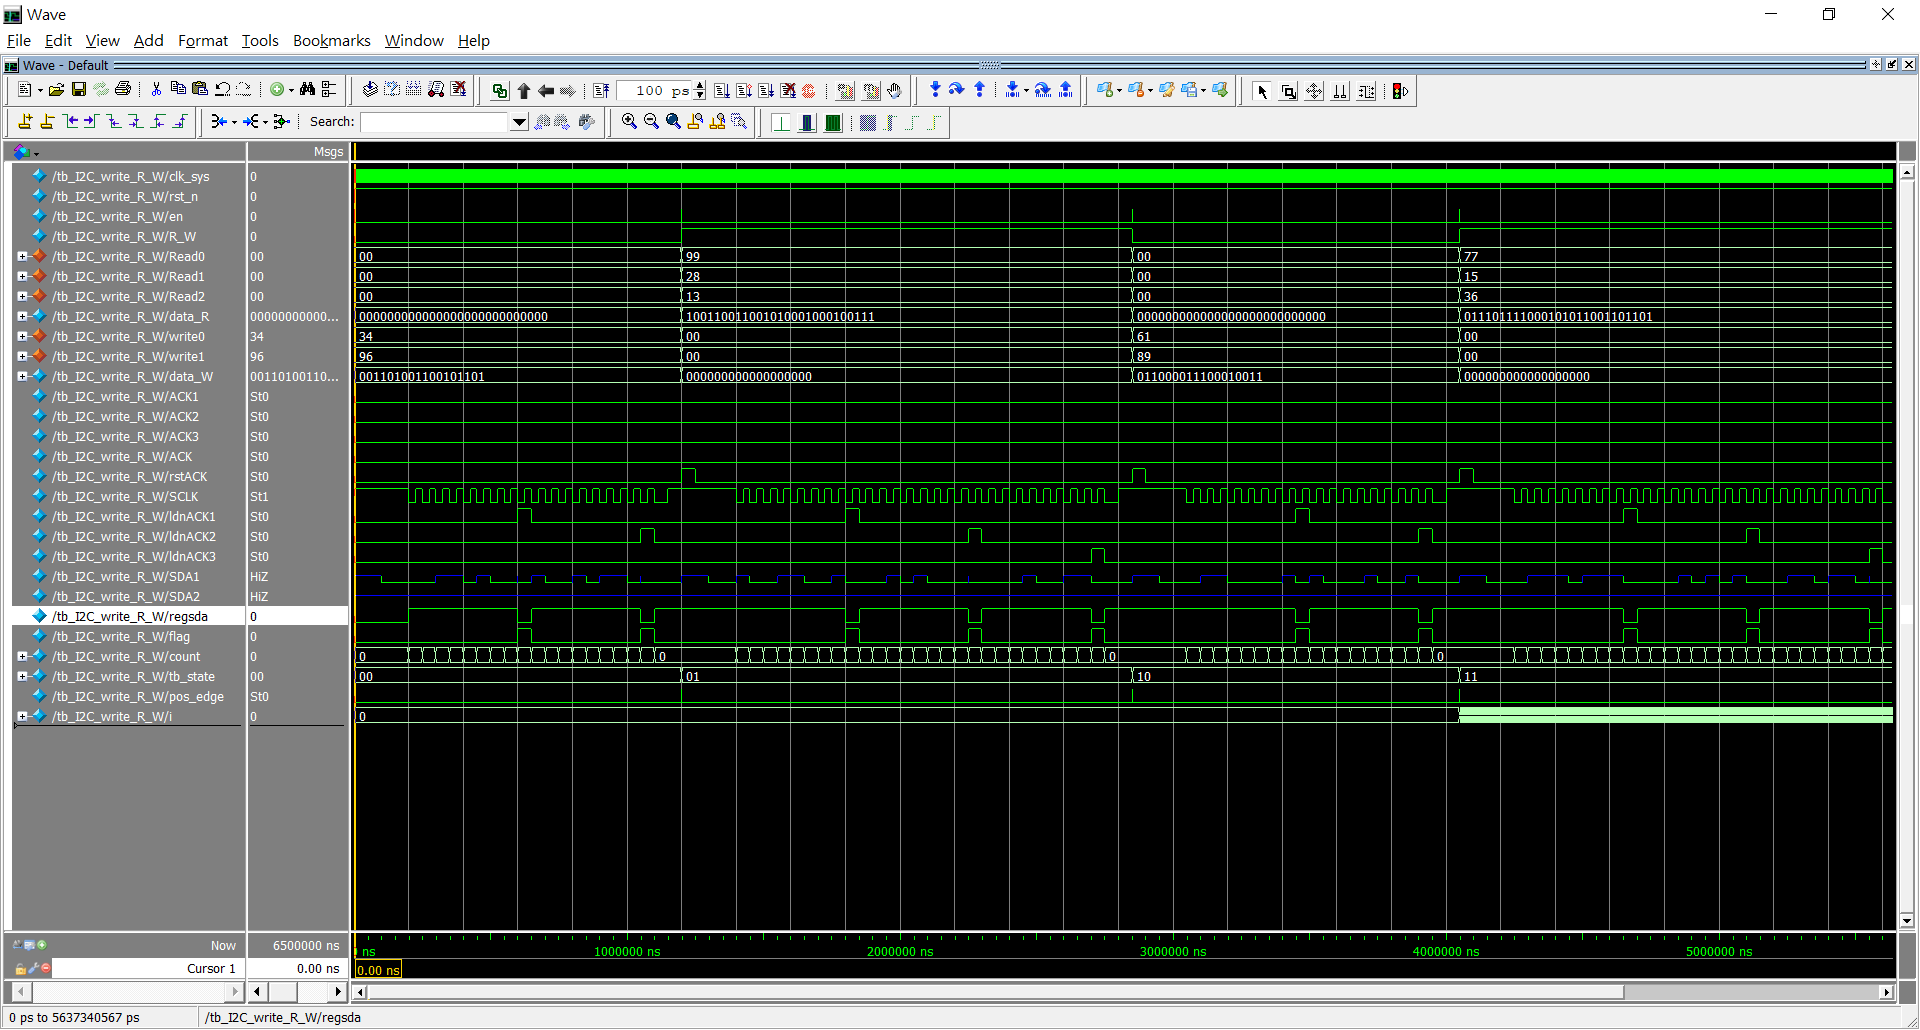 Wave
File Edit View Add Format Tools Bookmarks Window Help
Wave - Default
100 ps
Search:
Msgs
/tb_I2C_write_R_W/clk_sys 0
/tb_I2C_write_R_W/rst_n 0
/tb_I2C_write_R_W/en 0
/tb_I2C_write_R_W/R_W 0
/tb_I2C_write_R_W/Read0 00 00 99 00 77
/tb_I2C_write_R_W/Read1 00 00 28 00 15
/tb_I2C_write_R_W/Read2 00 00 13 00 36
/tb_I2C_write_R_W/data_R 00000000000... 000000000000000000000000000 100110011001010001000100111 000000000000000000000000000 011101111000101011001101101
/tb_I2C_write_R_W/write0 34 34 00 61 00
/tb_I2C_write_R_W/write1 96 96 00 89 00
/tb_I2C_write_R_W/data_W 00110100110... 001101001100101101 000000000000000000 011000011100010011 000000000000000000
/tb_I2C_write_R_W/ACK1 St0
/tb_I2C_write_R_W/ACK2 St0
/tb_I2C_write_R_W/ACK3 St0
/tb_I2C_write_R_W/ACK St0
/tb_I2C_write_R_W/rstACK St0
/tb_I2C_write_R_W/SCLK St1
/tb_I2C_write_R_W/ldnACK1 St0
/tb_I2C_write_R_W/ldnACK2 St0
/tb_I2C_write_R_W/ldnACK3 St0
/tb_I2C_write_R_W/SDA1 HiZ
/tb_I2C_write_R_W/SDA2 HiZ
/tb_I2C_write_R_W/regsda 0
/tb_I2C_write_R_W/flag 0
/tb_I2C_write_R_W/count 0 0 0 0 0
/tb_I2C_write_R_W/tb_state 00 00 01 10 11
/tb_I2C_write_R_W/pos_edge St0
/tb_I2C_write_R_W/i 0 0
Now 6500000 ns ns 1000000 ns 2000000 ns 3000000 ns 4000000 ns 5000000 ns
Cursor 1 0.00 ns 0.00 ns
0 ps to 5637340567 ps /tb_I2C_write_R_W/regsda